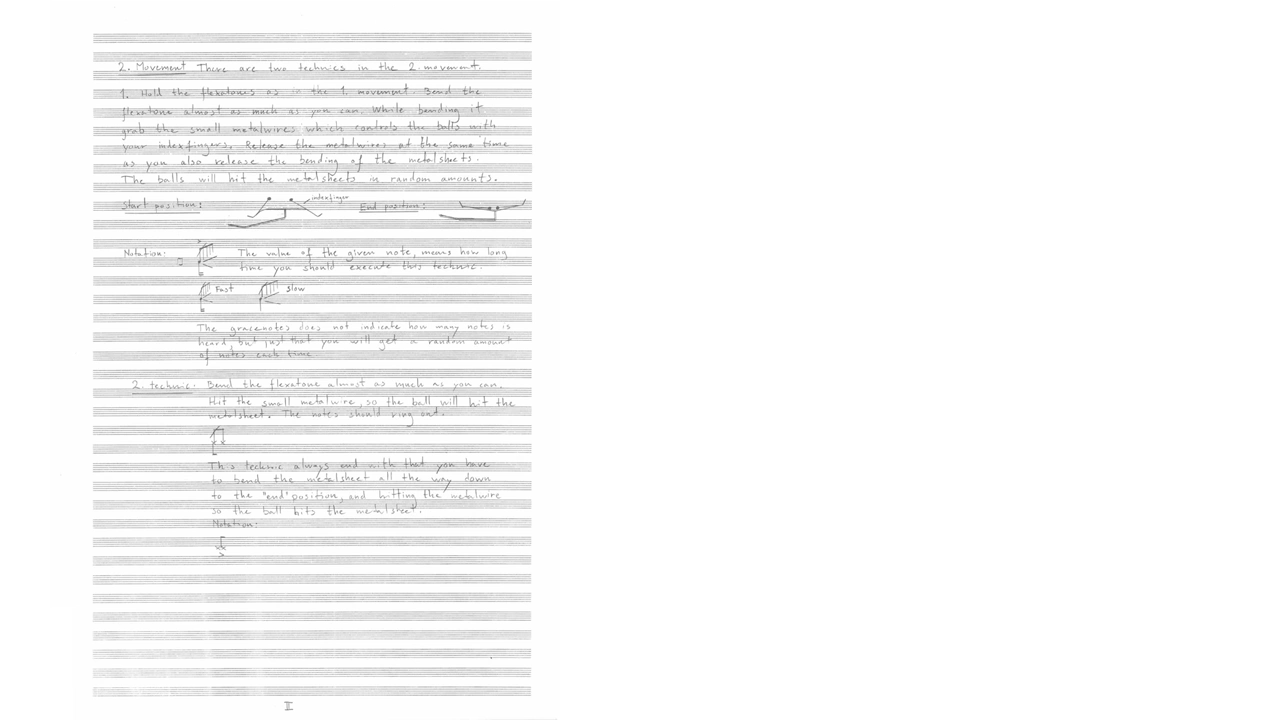 2. Movement There are two technics in the 2. movement.
1. Hold the flexatones as in the 1. movement. Bend the
flexatone almost as much as you can. While bending it
grab the small metalwires which controls the balls with
your indexfingers. Release the metalwires at the same time
as you also release the bending of the metalsheets.
The balls will hit the metalsheets in random amounts.
Start position:
indexfinger
End position:
Notation:
The value of the given note, means how long
time you should execute this technic.
Fast
Slow
The gracenotes does not indicate how many notes is
heard but just that you will get a random amount
of notes each time
2. technic. Bend the flexatone almost as much as you can.
Hit the small metalwire, so the ball will hit the
metalsheet. The notes should ring out.
This technic always end with that you have
to bend the metalsheet all the way down
to the "end" position, and hitting the metalwire
so the ball hits the metalsheet.
Notation:
II